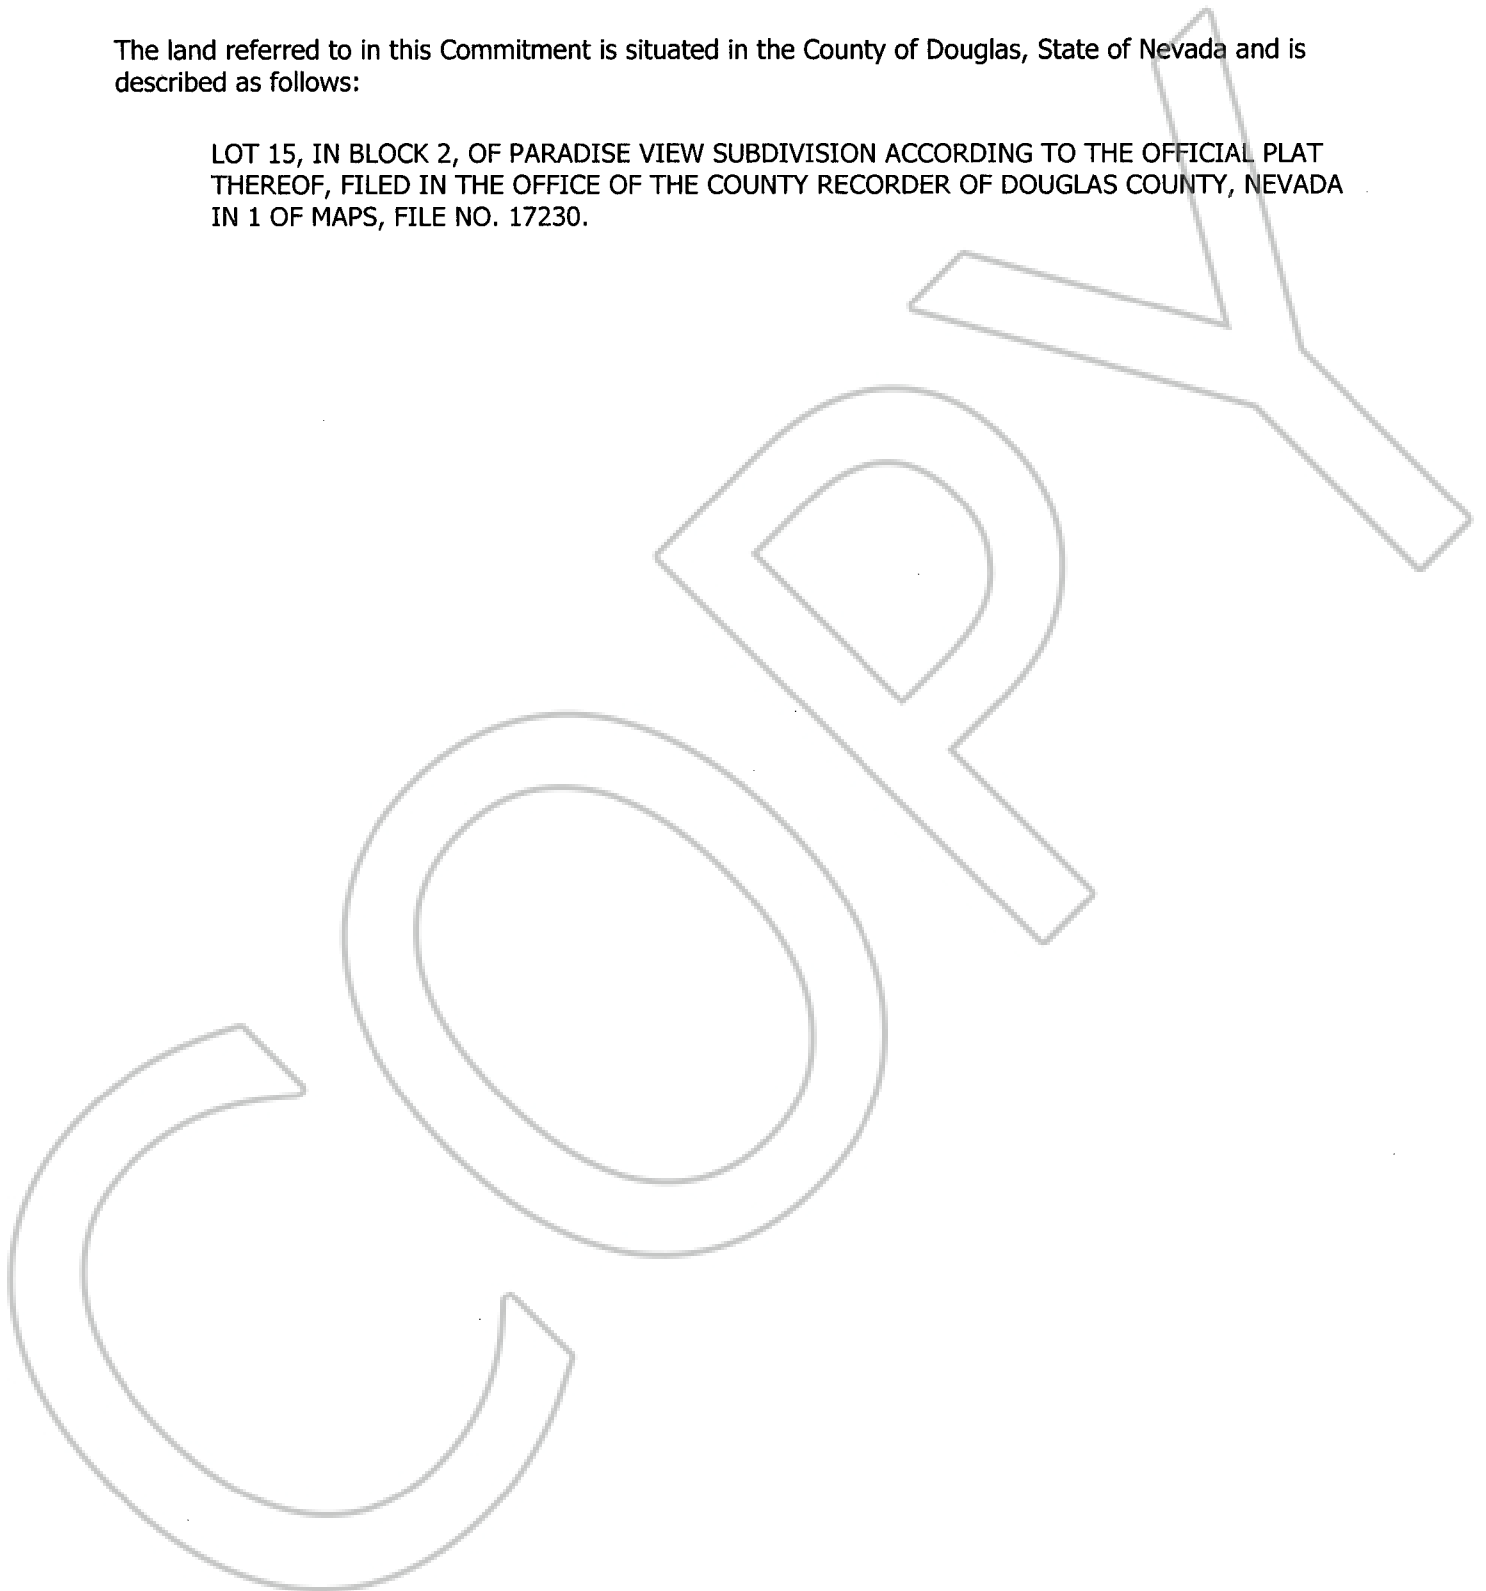 The land referred to in this Commitment is situated in the County of Douglas, State of Nevada and is
described as follows:
LOT 15, IN BLOCK 2, OF PARADISE VIEW SUBDIVISION ACCORDING TO THE OFFICIAL PLAT
THEREOF, FILED IN THE OFFICE OF THE COUNTY RECORDER OF DOUGLAS COUNTY, NEVADA
IN 1 OF MAPS, FILE NO. 17230.
COPY